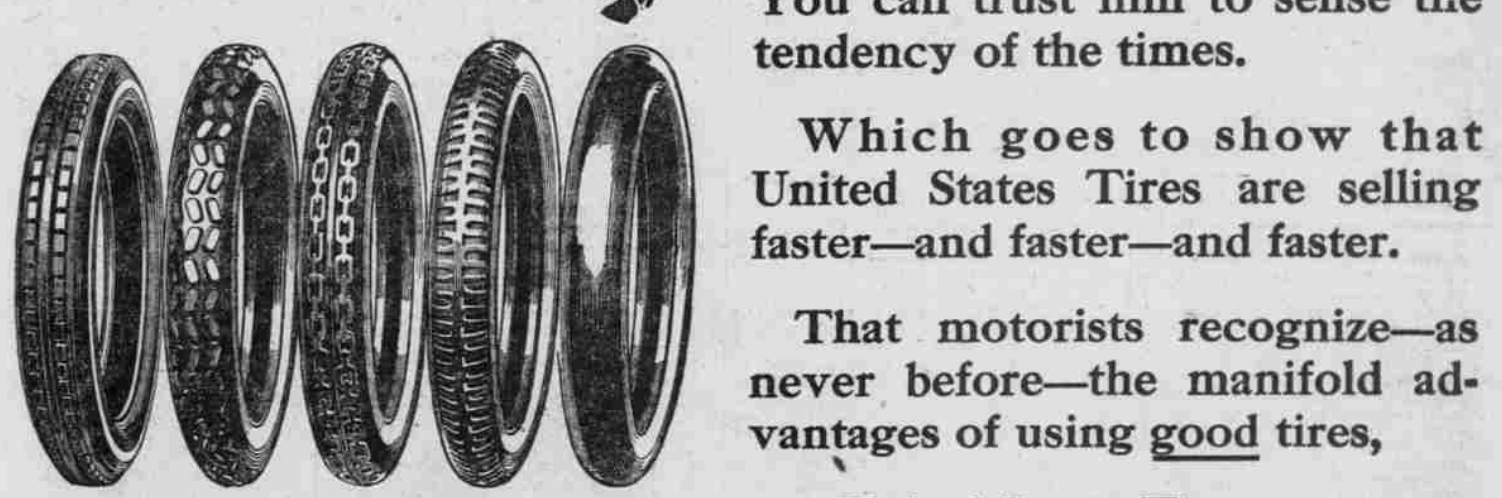 You can trust him to sense the
tendency of the times.
Which goes to show that
United States Tires are selling
faster—and faster—and faster.
That motorists recognize—as
never before—the manifold ad-
vantages of using good tires,